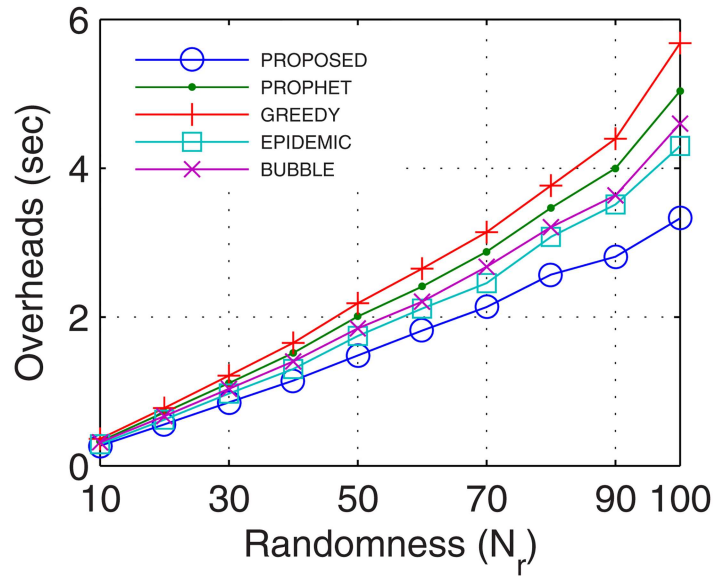 6
PROPOSED
PROPHET
GREEDY
EPIDEMIC
BUBBLE
4
2
0
Overheads (sec)
10 30 50 70 90 100
Randomness (Nr)